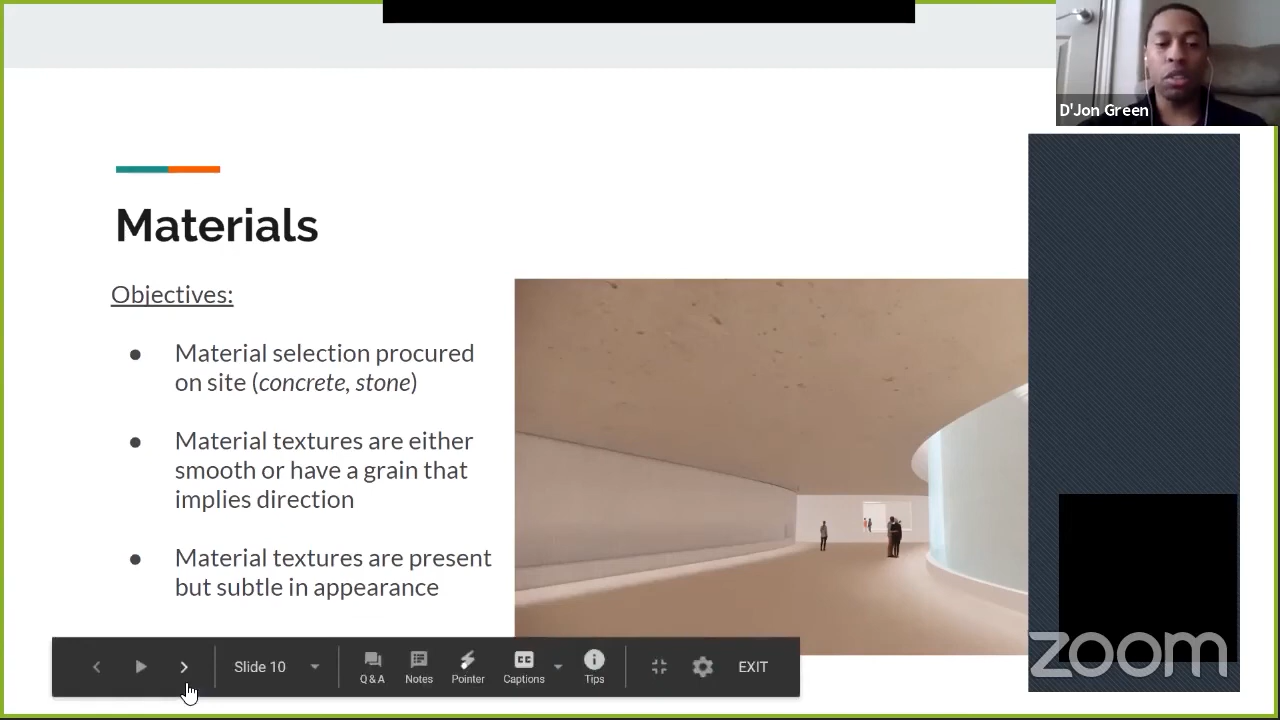 D'Jon Green
Materials
Objectives:
● Material selection procured
on site (concrete, stone)
● Material textures are either
smooth or have a grain that
implies direction
● Material textures are present
but subtle in appearance
Slide 10
Q & A
Notes
Pointer
CC
Captions
Tips
EXIT
zoom